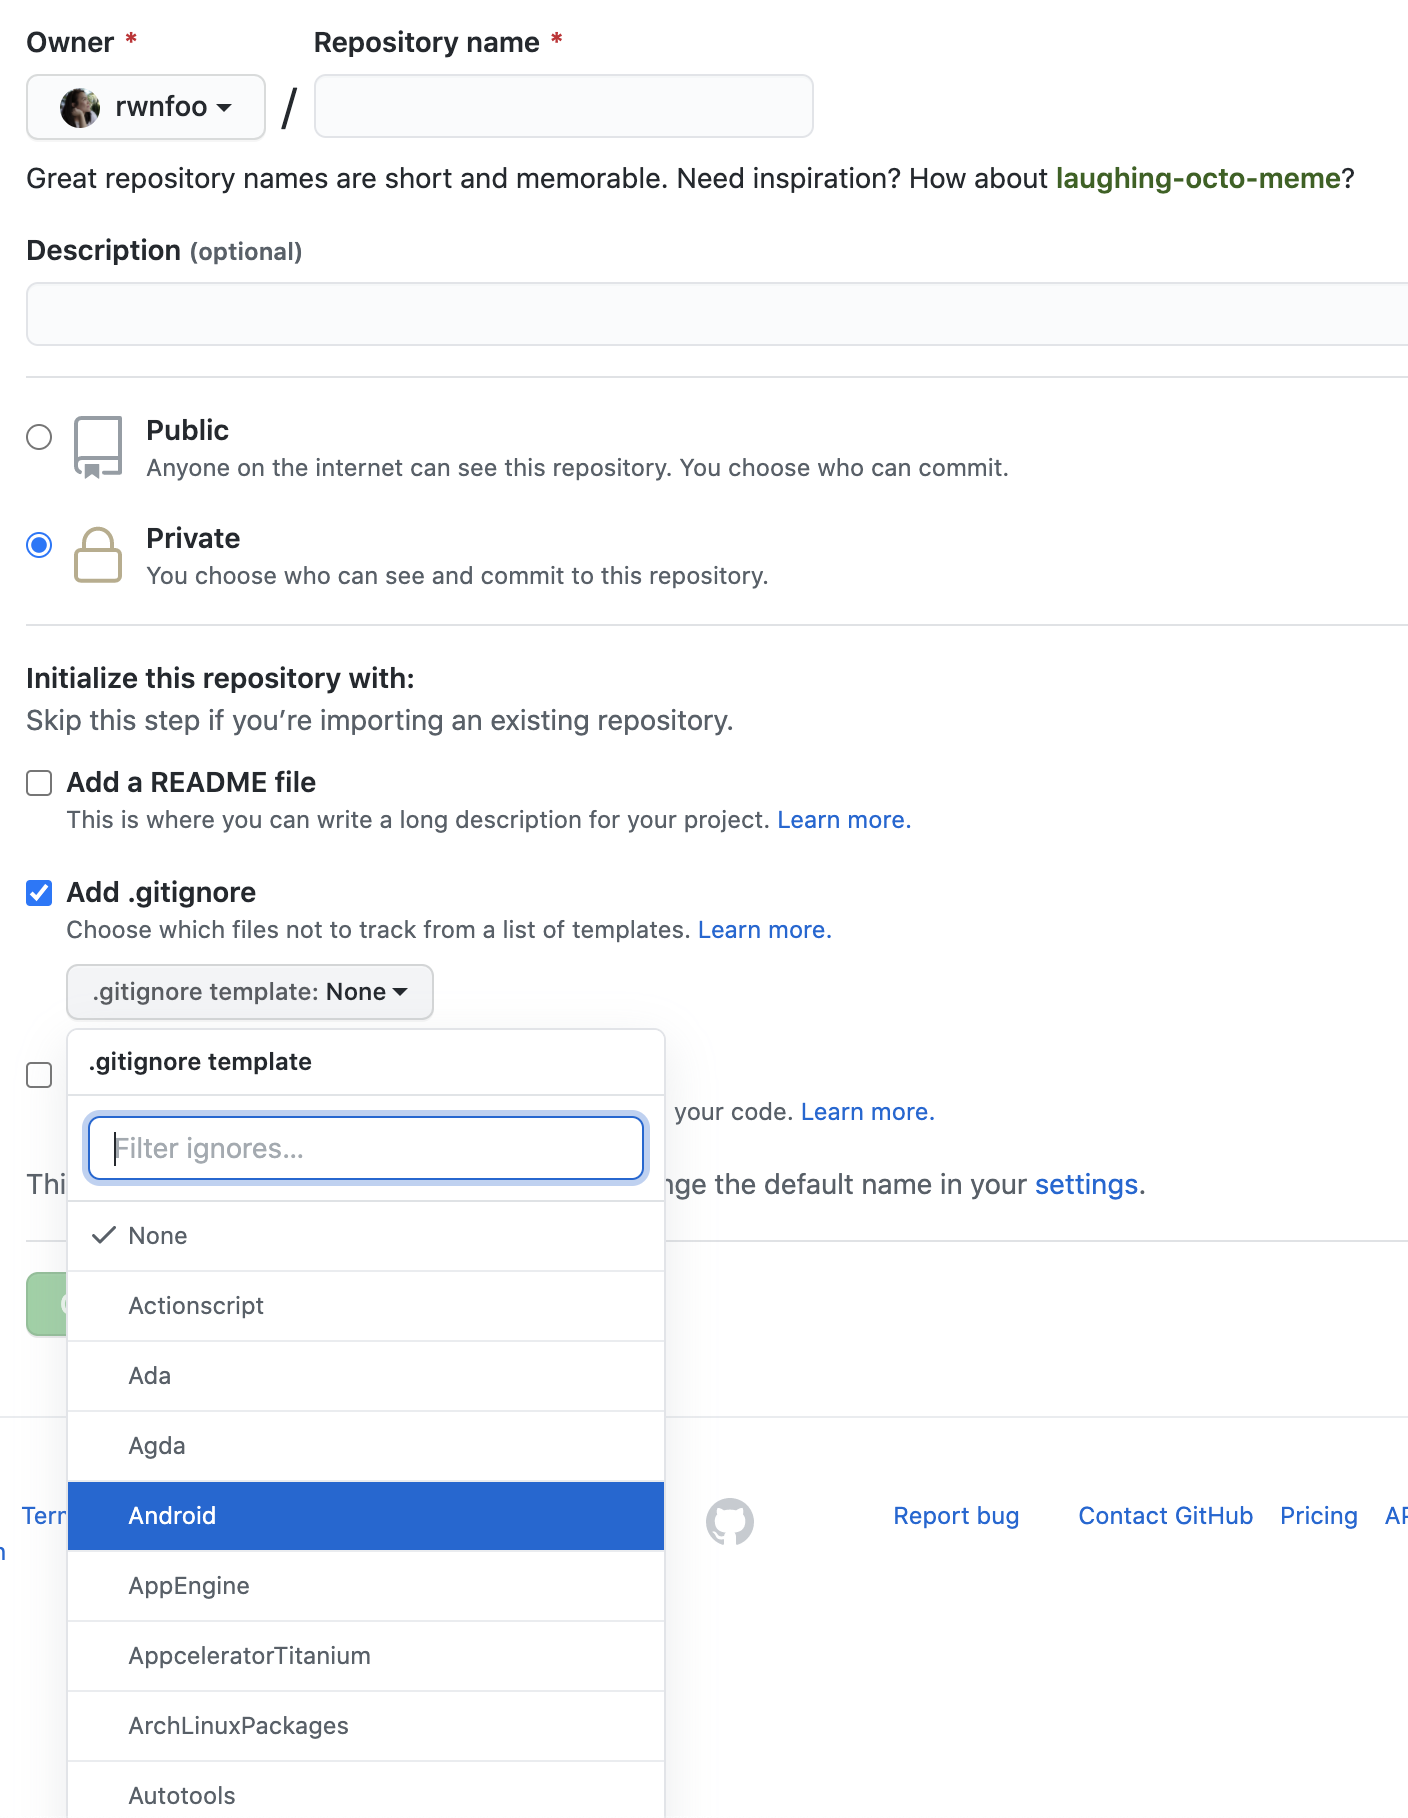 Owner *
Repository name *
rwnfoo
/
Great repository names are short and memorable. Need inspiration? How about laughing-octo-meme?
Description (optional)
Public
Anyone on the internet can see this repository. You choose who can commit.
Private
You choose who can see and commit to this repository.
Initialize this repository with:
Skip this step if you’re importing an existing repository.
Add a README file
This is where you can write a long description for your project. Learn more.
Add .gitignore
Choose which files not to track from a list of templates. Learn more.
.gitignore template: None
.gitignore template
your code. Learn more.
Filter ignores...
the default name in your settings.
None
Actionscript
Ada
Agda
Android
Report bug
Contact GitHub
Pricing
AppEngine
AppceleratorTitanium
ArchLinuxPackages
Autotools